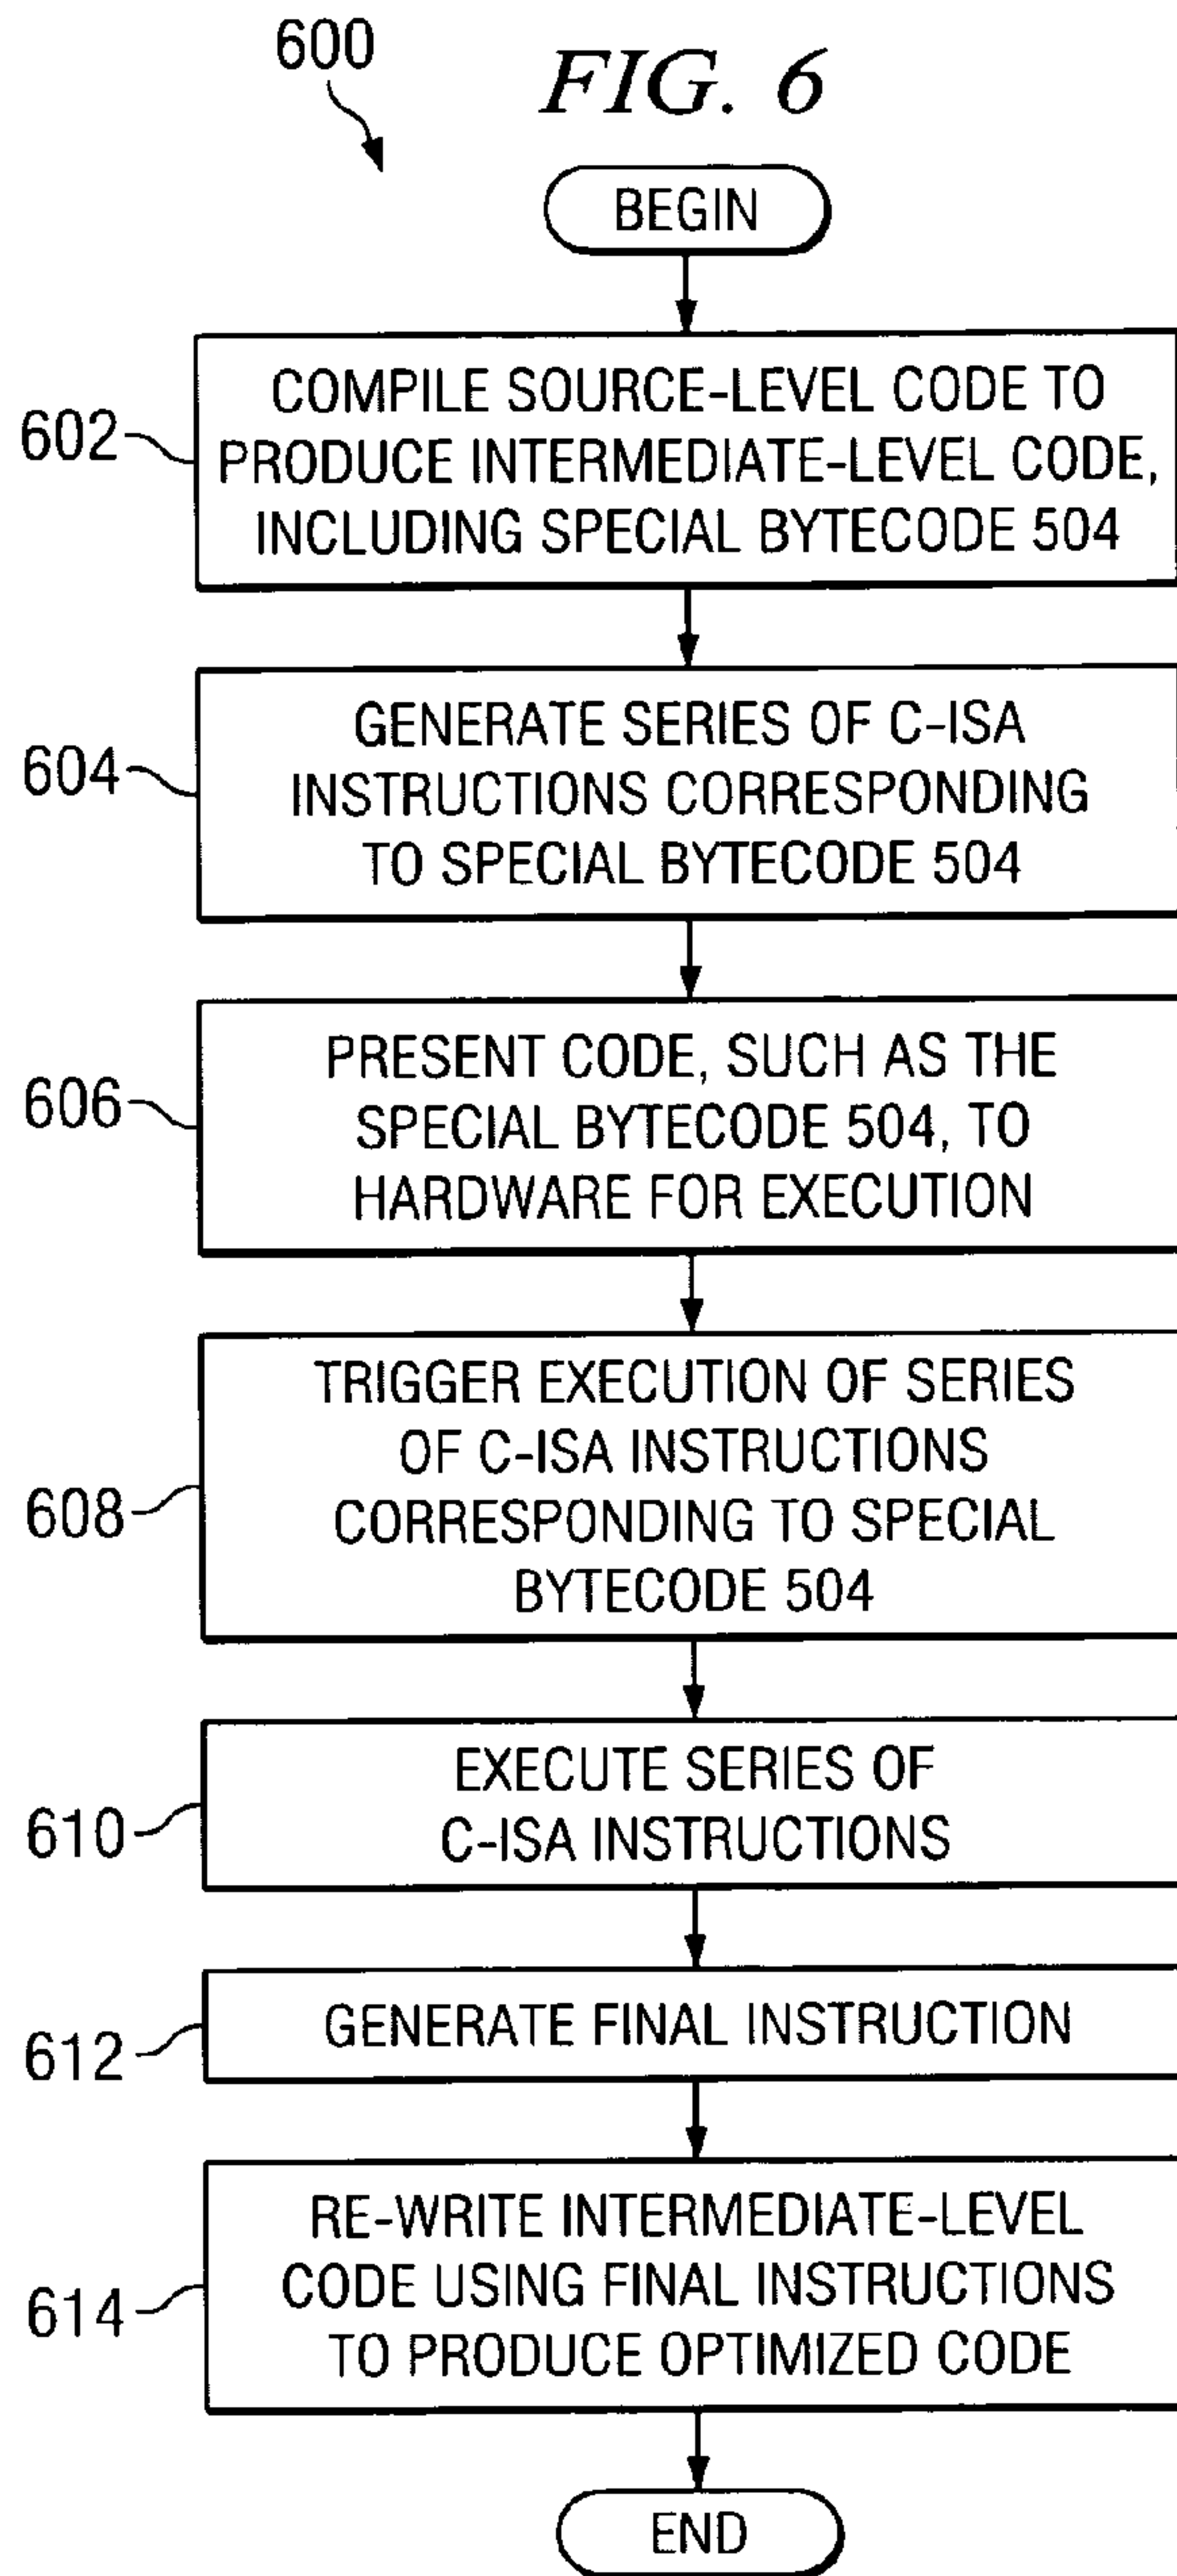 600
FIG. 6
BEGIN
602
COMPILE SOURCE-LEVEL CODE TO
PRODUCE INTERMEDIATE-LEVEL CODE,
INCLUDING SPECIAL BYTECODE 504
604
GENERATE SERIES OF C-ISA
INSTRUCTIONS CORRESPONDING
TO SPECIAL BYTECODE 504
606
PRESENT CODE, SUCH AS THE
SPECIAL BYTECODE 504, TO
HARDWARE FOR EXECUTION
608
TRIGGER EXECUTION OF SERIES
OF C-ISA INSTRUCTIONS
CORRESPONDING TO SPECIAL
BYTECODE 504
610
EXECUTE SERIES OF
C-ISA INSTRUCTIONS
612
GENERATE FINAL INSTRUCTION
614
RE-WRITE INTERMEDIATE-LEVEL
CODE USING FINAL INSTRUCTIONS
TO PRODUCE OPTIMIZED CODE
END